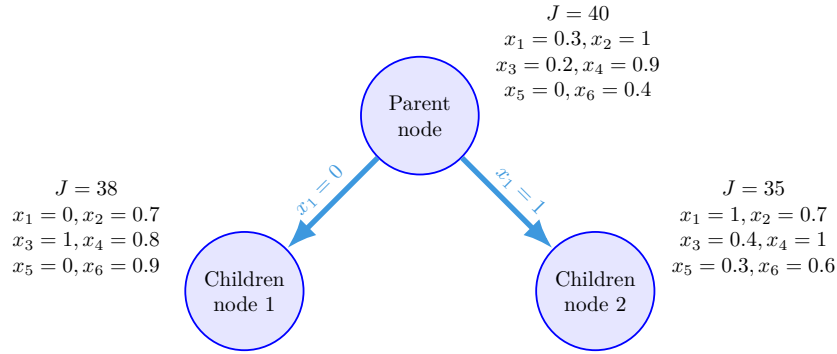 J = 40
x₁ = 0.3, x₂ = 1
x₃ = 0.2, x₄ = 0.9
x₅ = 0, x₆ = 0.4
Parent
node
x₁ = 0
x₁ = 1
J = 38
x₁ = 0, x₂ = 0.7
x₃ = 1, x₄ = 0.8
x₅ = 0, x₆ = 0.9
Children
node 1
Children
node 2
J = 35
x₁ = 1, x₂ = 0.7
x₃ = 0.4, x₄ = 1
x₅ = 0.3, x₆ = 0.6